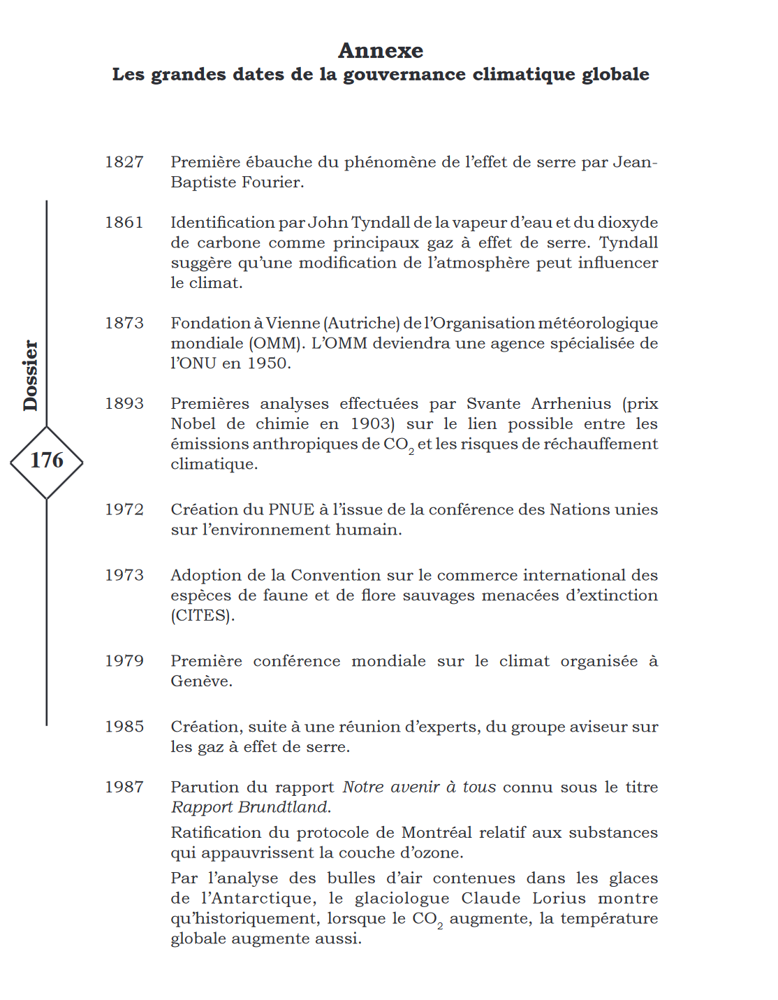 Annexe
Les grandes dates de la gouvernance climatique globale
1827 Première ébauche du phénomène de l’effet de serre par Jean-
Baptiste Fourier.
1861 Identification par John Tyndall de la vapeur d’eau et du dioxyde
de carbone comme principaux gaz à effet de serre. Tyndall
suggère qu’une modification de l’atmosphère peut influencer
le climat.
1873 Fondation à Vienne (Autriche) de l’Organisation météorologique
mondiale (OMM). L’OMM deviendra une agence spécialisée de
l’ONU en 1950.
1893 Premières analyses effectuées par Svante Arrhenius (prix
Nobel de chimie en 1903) sur le lien possible entre les
émissions anthropiques de CO₂ et les risques de réchauffement
climatique.
1972 Création du PNUE à l’issue de la conférence des Nations unies
sur l’environnement humain.
1973 Adoption de la Convention sur le commerce international des
espèces de faune et de flore sauvages menacées d’extinction
(CITES).
1979 Première conférence mondiale sur le climat organisée à
Genève.
1985 Création, suite à une réunion d’experts, du groupe aviseur sur
les gaz à effet de serre.
1987 Parution du rapport Notre avenir à tous connu sous le titre
Rapport Brundtland.
Ratification du protocole de Montréal relatif aux substances
qui appauvrissent la couche d’ozone.
Par l’analyse des bulles d’air contenues dans les glaces
de l’Antarctique, le glaciologue Claude Lorius montre
qu’historiquement, lorsque le CO₂ augmente, la température
globale augmente aussi.
Dossier
176